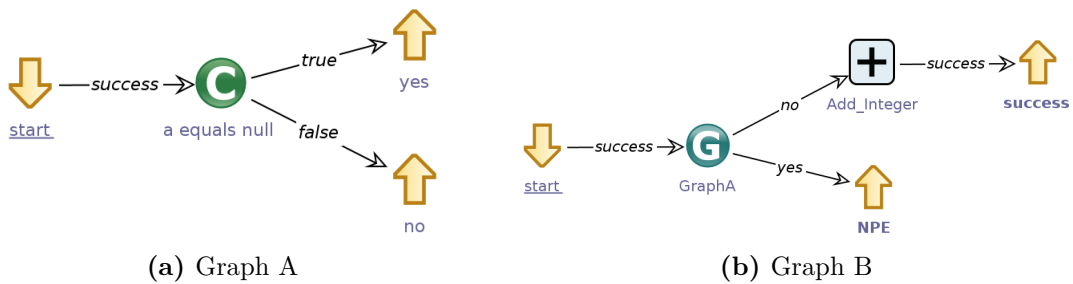 start
success
C
a equals null
true
yes
false
no
(a) Graph A
start
success
G
GraphA
no
Add_Integer
success
success
yes
NPE
(b) Graph B